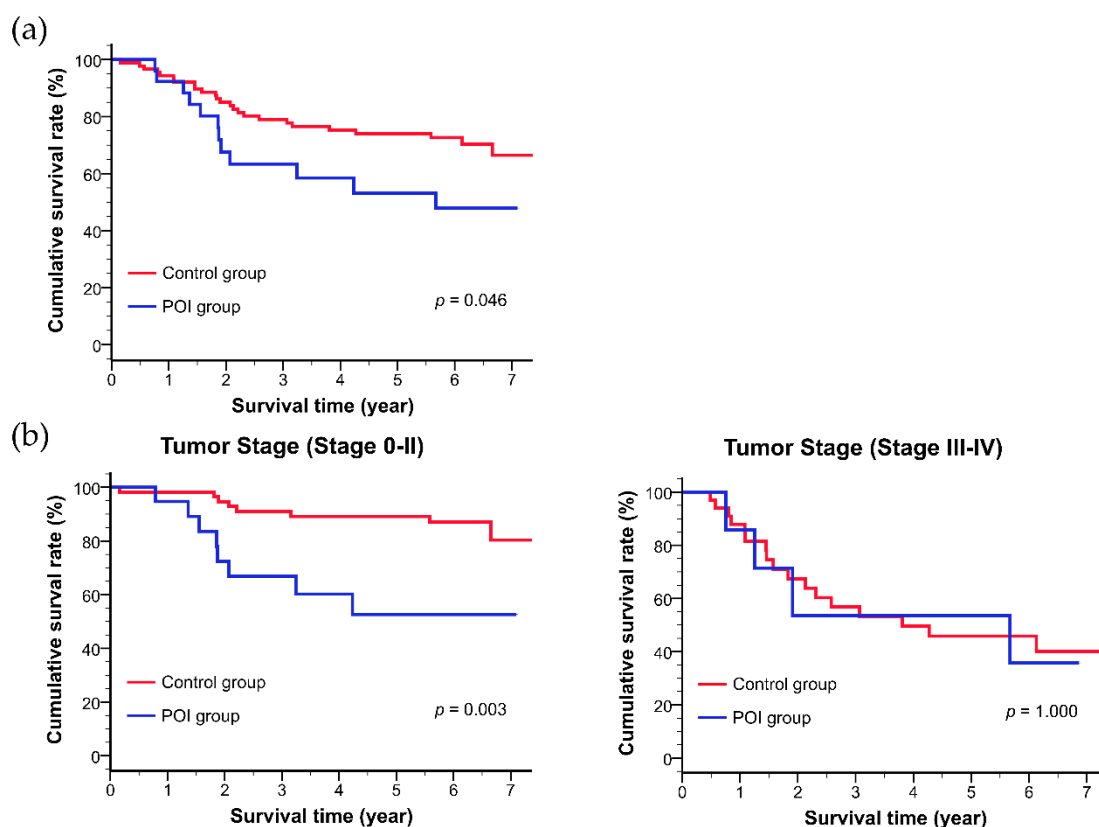 (a)
Cumulative survival rate (%)
100
80
60
40
20
0
Control group
POI group
p = 0.046
0 1 2 3 4 5 6 7
Survival time (year)
(b)
Tumor Stage (Stage 0-II)
Cumulative surval rate (%)
100
80
60
40
20
0
Control group
POI group
p = 0.003
0 1 2 3 4 5 6 7
Survival time (year)
Tumor Stage (Stage III-IV)
Cumulative survival rate (%)
100
80
60
40
20
0
Control group
POI group
p = 1.000
0 1 2 3 4 5 6 7
Survival time (year)